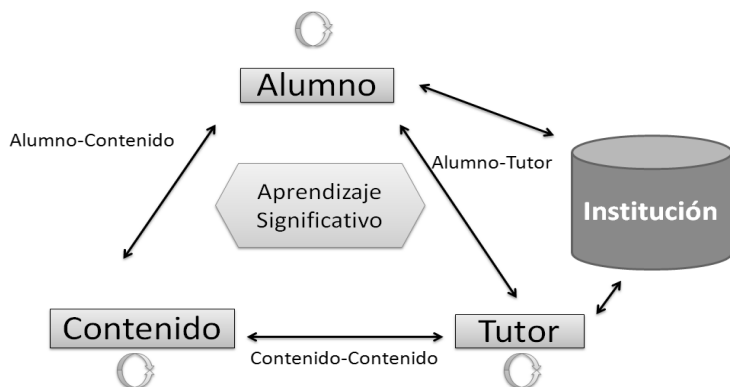 Alumno
Alumno-Contenido
Alumno-Tutor
Aprendizaje
Significativo
Institución
Contenido
Tutor
Contenido-Contenido